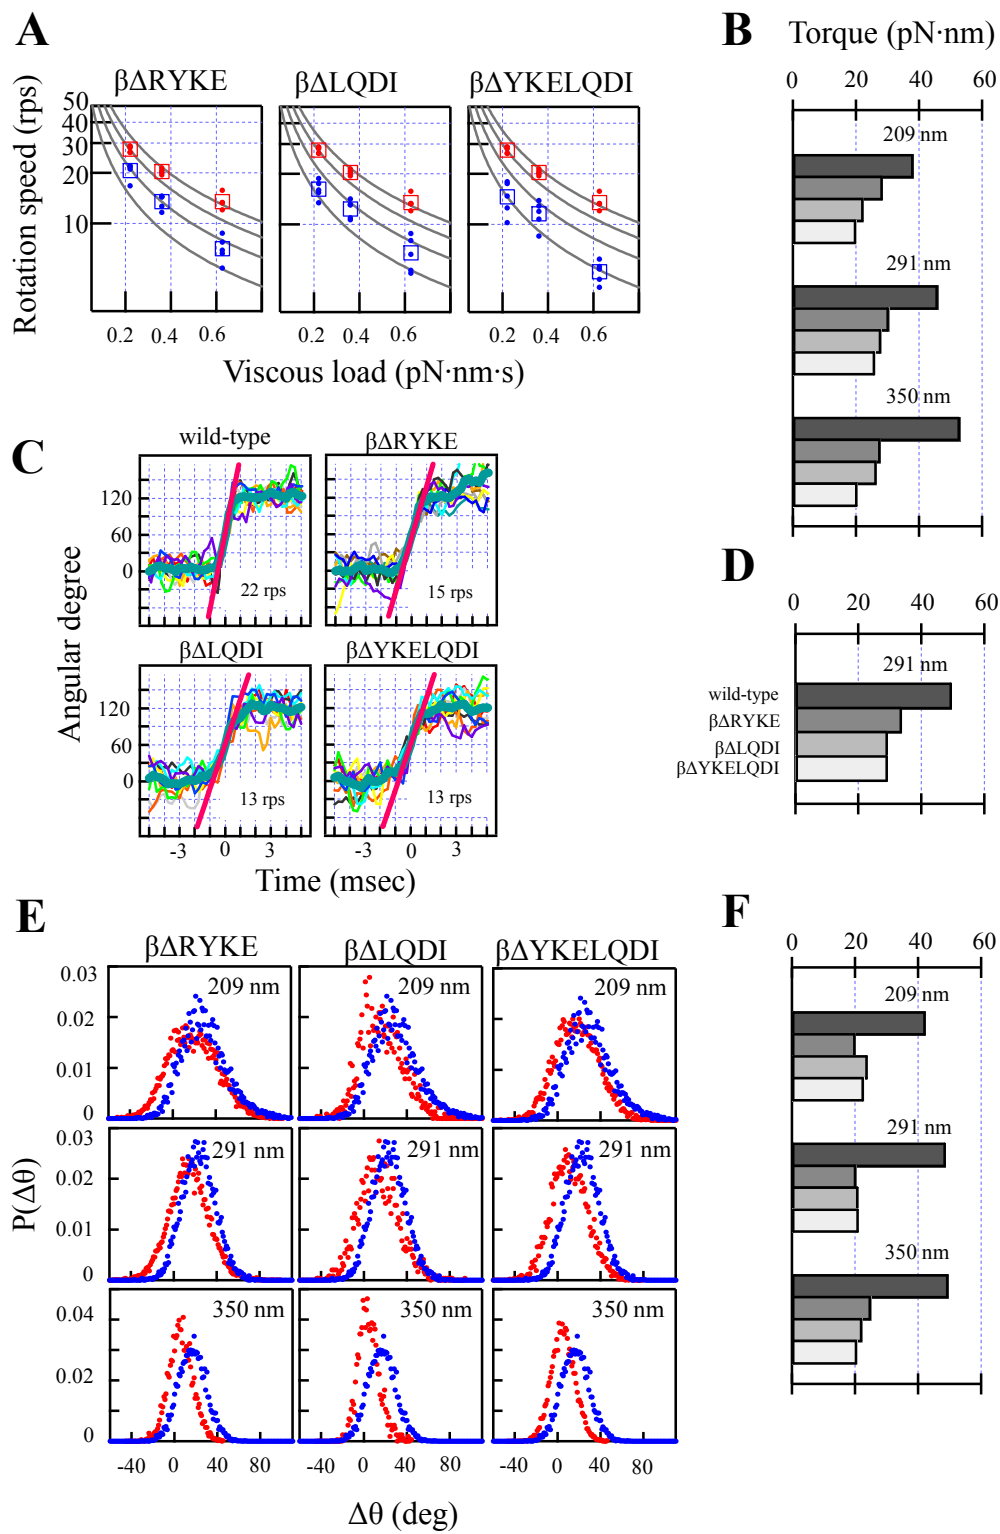 A
βΔRYKE
βΔLQDI
βΔYKELQDI
Rotation speed (rps)
50
40
30
20
10
0.2 0.4 0.6
0.2 0.4 0.6
0.2 0.4 0.6
Viscous load (pN·nm·s)
B
Torque (pN·nm)
0 20 40 60
209 nm
291 nm
350 nm
C
wild-type
βΔRYKE
Angular degree
120
60
0
22 rps
15 rps
βΔLQDI
βΔYKELQDI
120
60
0
13 rps
13 rps
-3 0 3
-3 0 3
Time (msec)
D
0 20 40 60
291 nm
wild-type
βΔRYKE
βΔLQDI
βΔYKELQDI
E
βΔRYKE
βΔLQDI
βΔYKELQDI
P(Δθ)
0.03
0.02
0.01
0
209 nm
209 nm
209 nm
0.03
0.02
0.01
0
291 nm
291 nm
291 nm
0.04
0.02
0
350 nm
350 nm
350 nm
-40 0 40 80
-40 0 40 80
-40 0 40 80
Δθ (deg)
F
0 20 40 60
209 nm
291 nm
350 nm